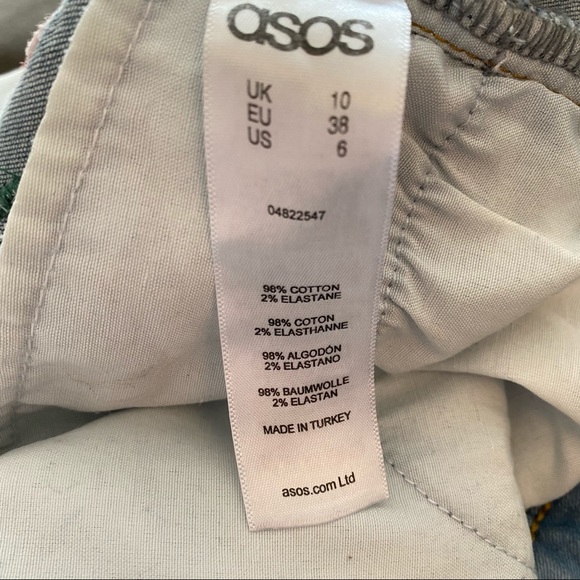 asos
UK 10
EU 38
US 6
04822547
98% COTTON
2% ELASTANE
98% COTON
2% ELASTHANNE
98% ALGODÓN
2% ELASTANO
98% BAUMWOLLE
2% ELASTAN
MADE IN TURKEY
asos.com Ltd